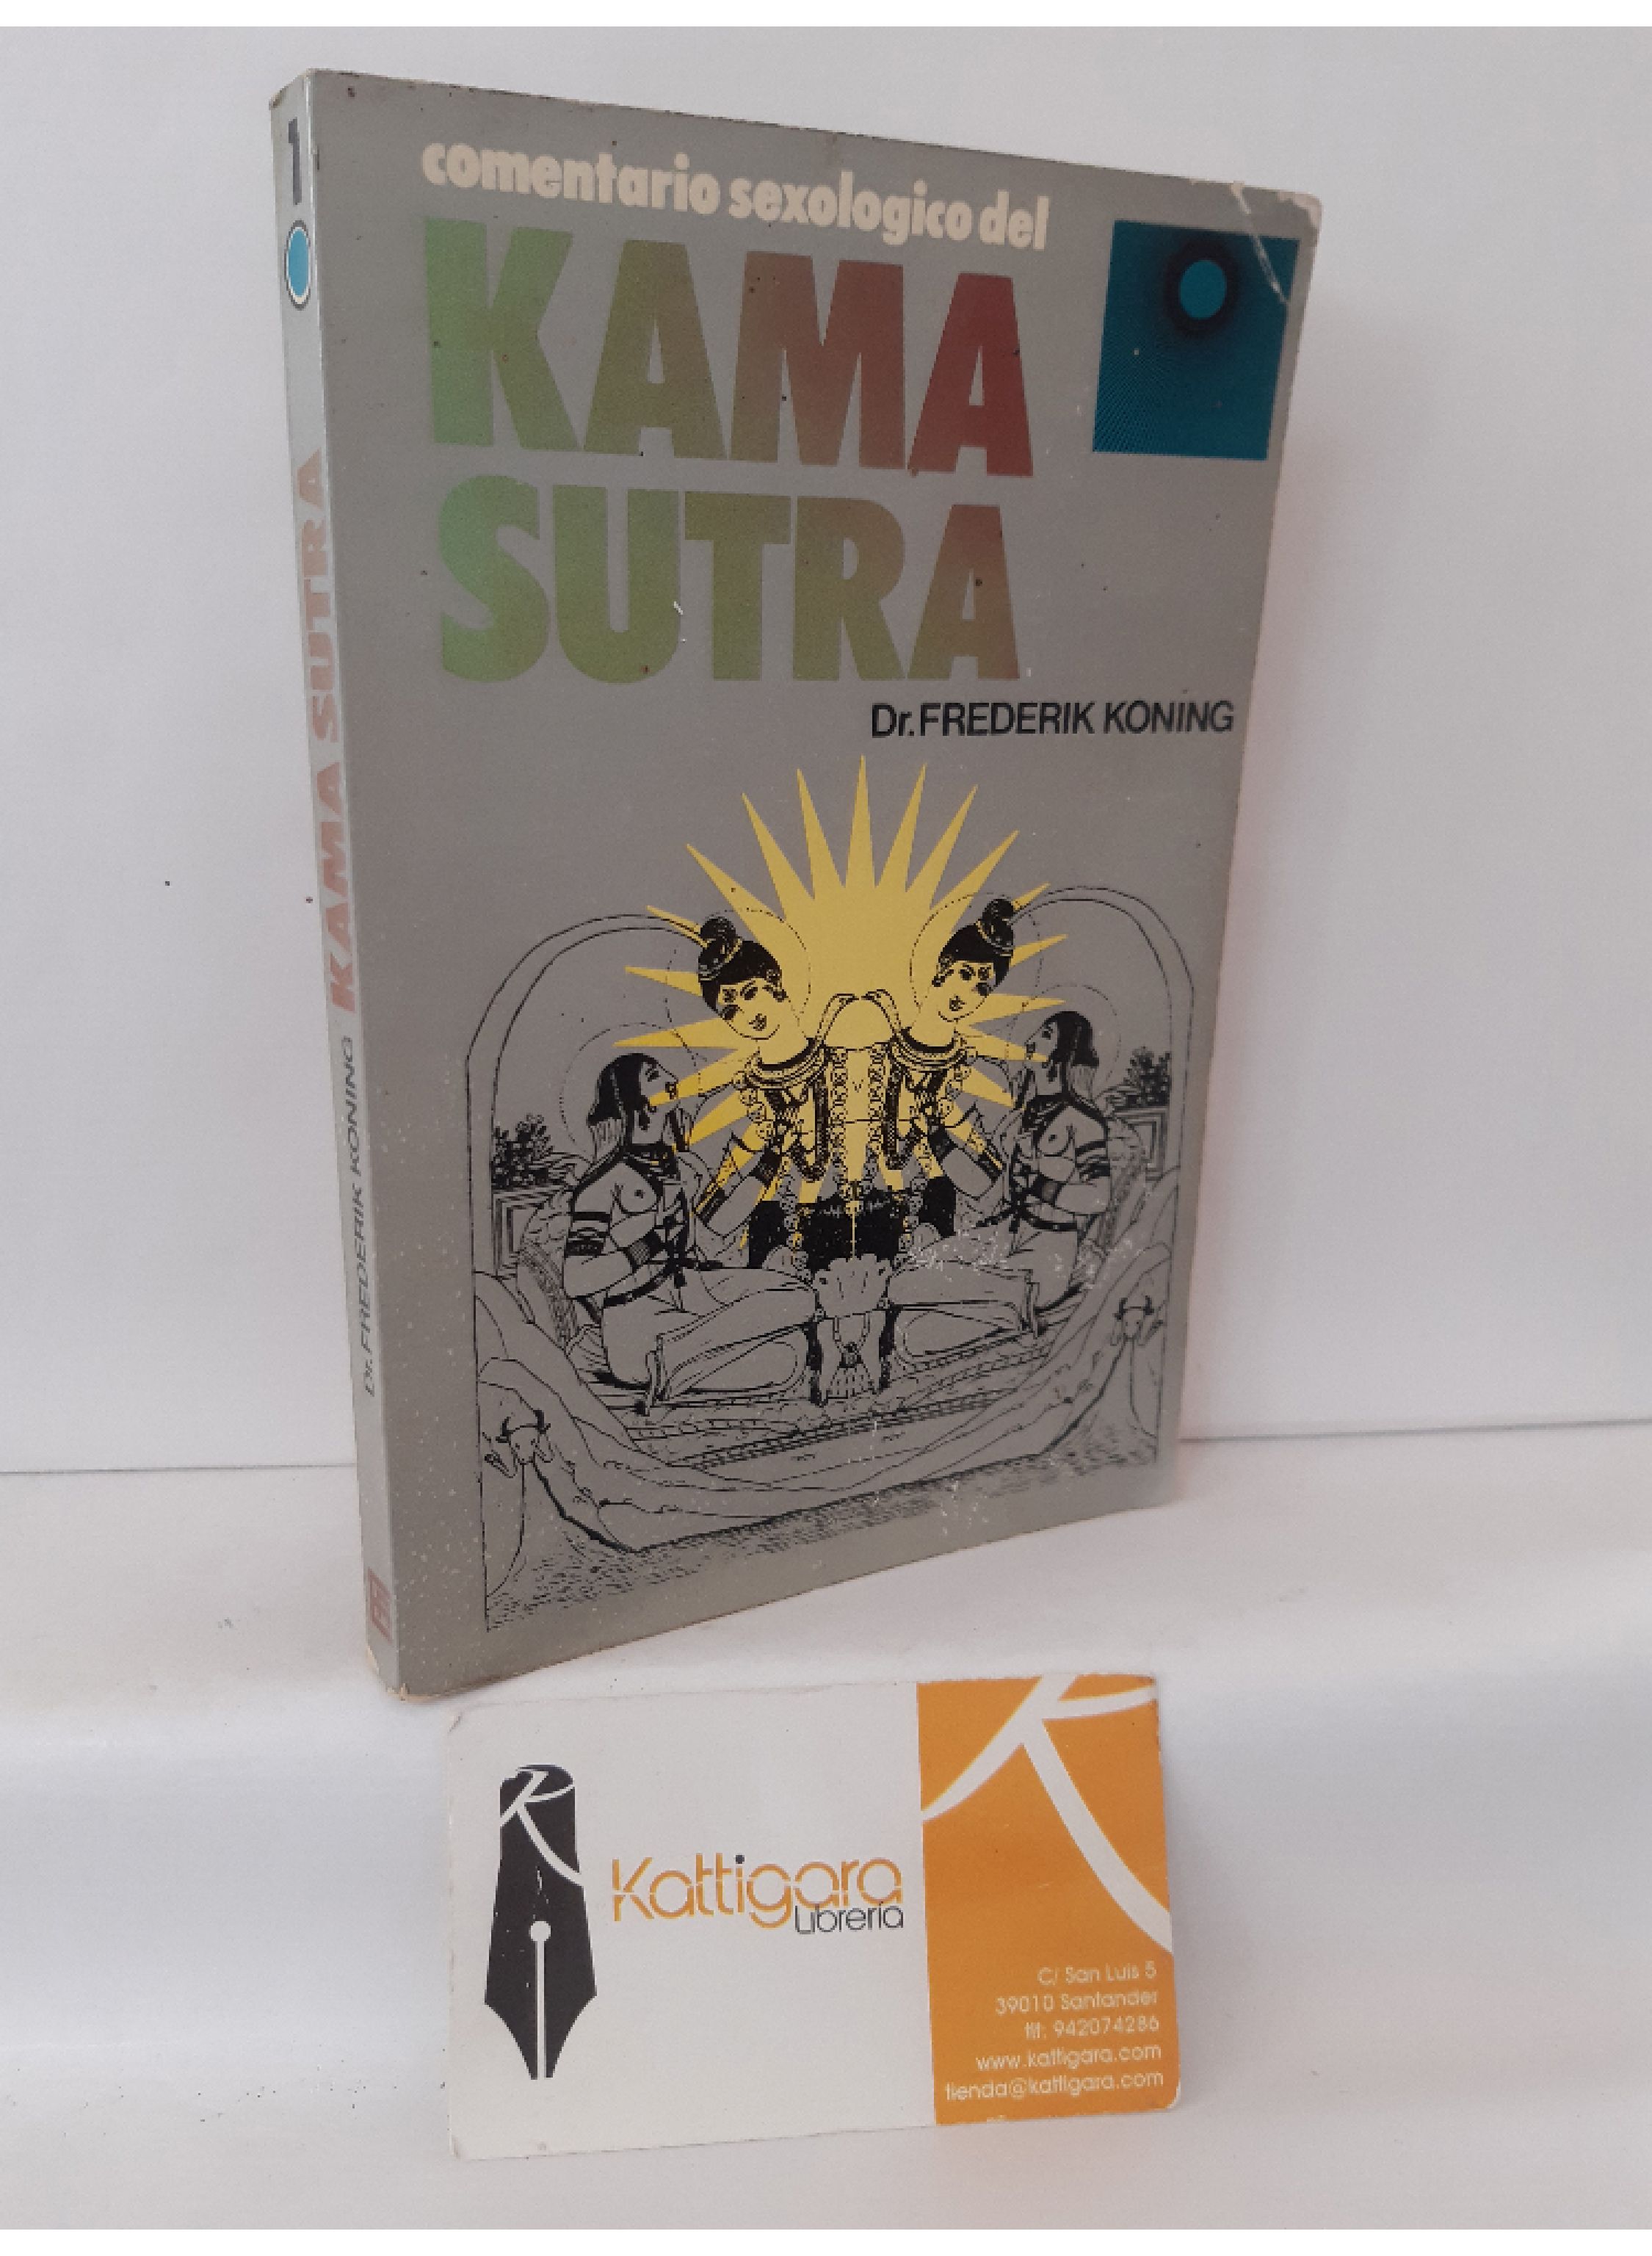 comentario sexologico del
KAMA
SUTRA
Dr. FREDERIK KONING
1
Dr. FREDERIK KONING KAMA SUTRA
Kattigara
Librería
C/ San Luis 5
39010 Santander
tlf: 942074286
www.kattigara.com
tienda@kattigara.com